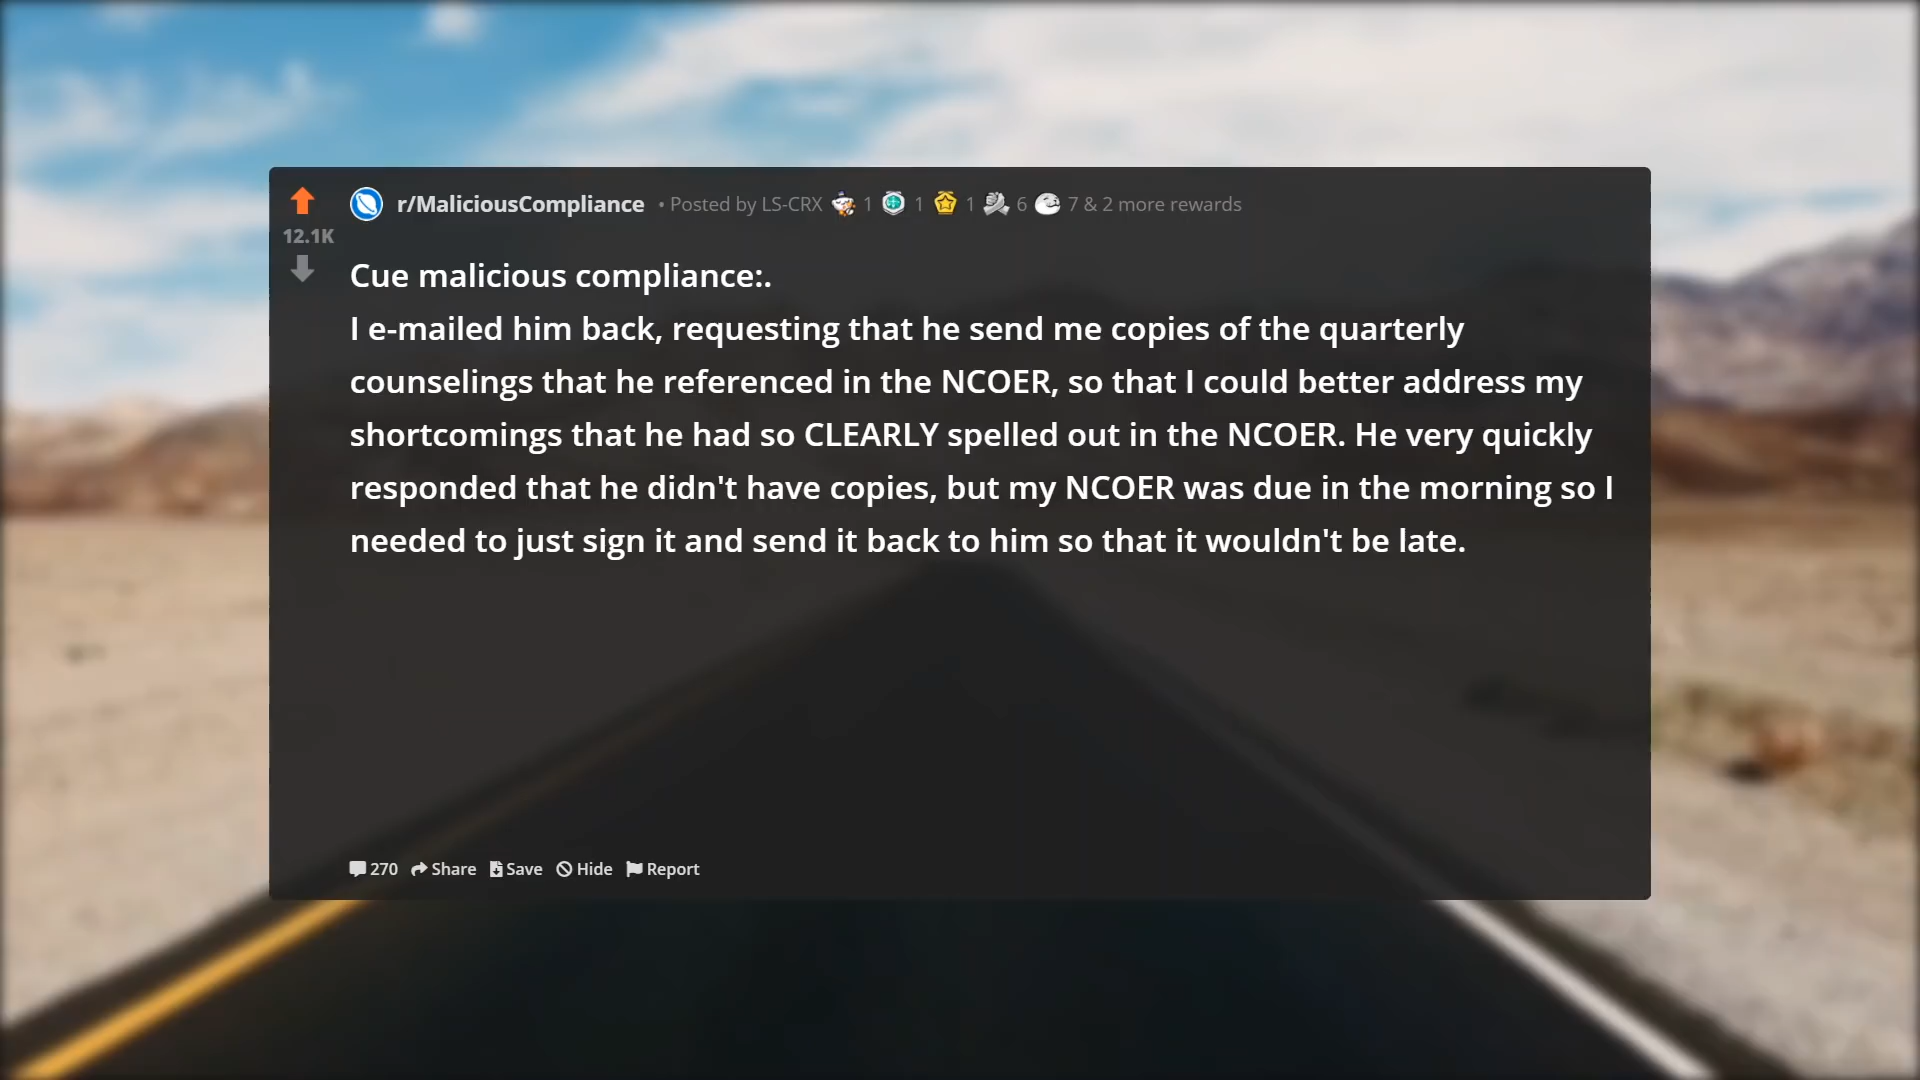 r/MaliciousCompliance • Posted by LS-CRX 1 1 1 6 7 & 2 more rewards
12.1K
Cue malicious compliance:.
I e-mailed him back, requesting that he send me copies of the quarterly
counselings that he referenced in the NCOER, so that I could better address my
shortcomings that he had so CLEARLY spelled out in the NCOER. He very quickly
responded that he didn't have copies, but my NCOER was due in the morning so I
needed to just sign it and send it back to him so that it wouldn't be late.
270 Share Save Hide Report